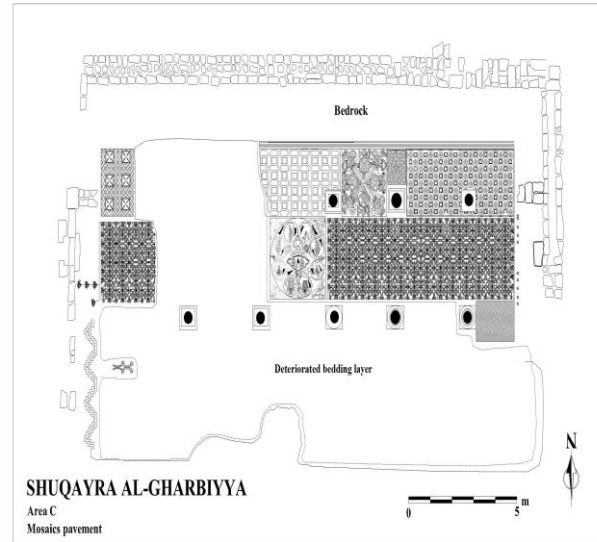 Bedrock
Deteriorated bedding layer
N
SHUQAYRA AL-GHARBIYYA
Area C
Mosaics pavement
0 5 m